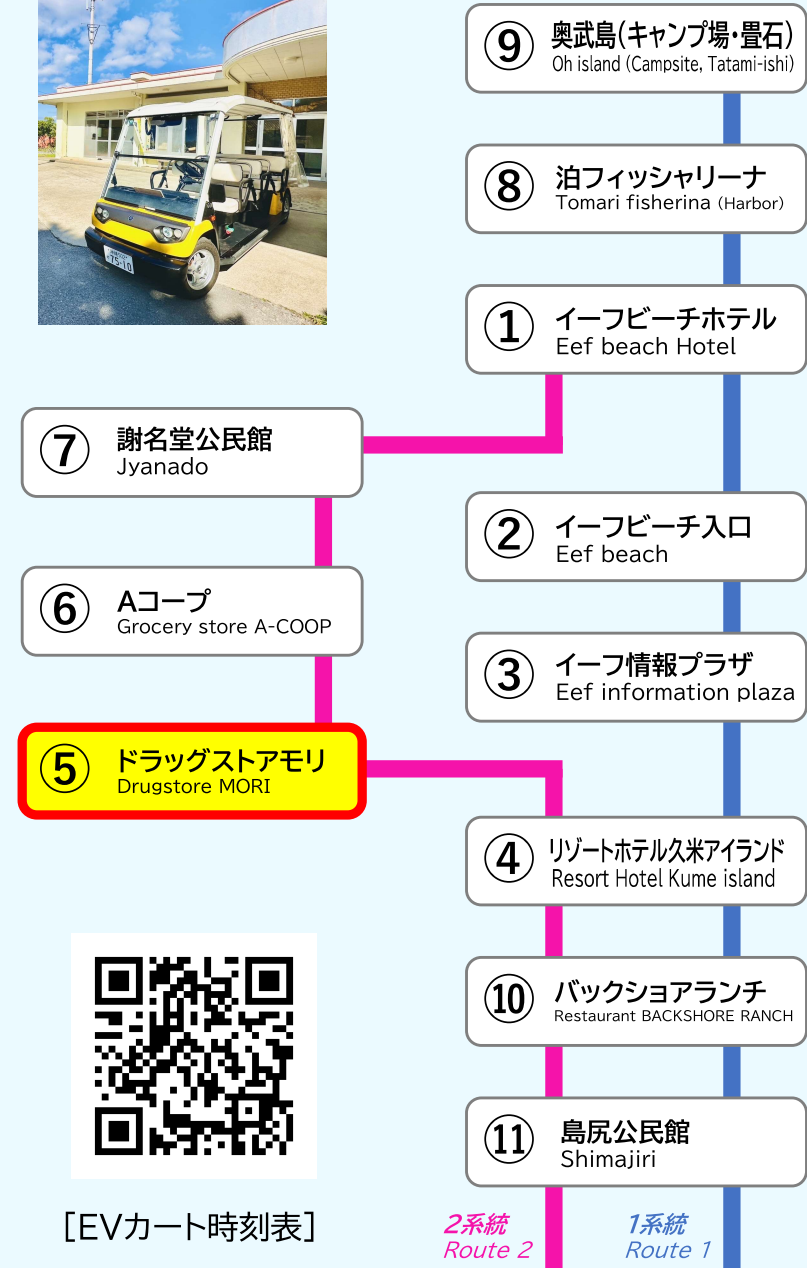 ⑨ 奥武島(キャンプ場・畳石)
Oh island (Campsite, Tatami-ishi)
⑧ 泊フィッシャリーナ
Tomari fisherina (Harbor)
① イーフビーチホテル
Eef beach Hotel
⑦ 謝名堂公民館
Jyanado
② イーフビーチ入口
Eef beach
⑥ Aコープ
Grocery store A-COOP
③ イーフ情報プラザ
Eef information plaza
⑤ ドラッグストアモリ
Drugstore MORI
④ リゾートホテル久米アイランド
Resort Hotel Kume island
⑩ バックショアランチ
Restaurant BACKSHORE RANCH
⑪ 島尻公民館
Shimajiri
[EVカート時刻表]
2系統
Route 2
1系統
Route 1
75-10